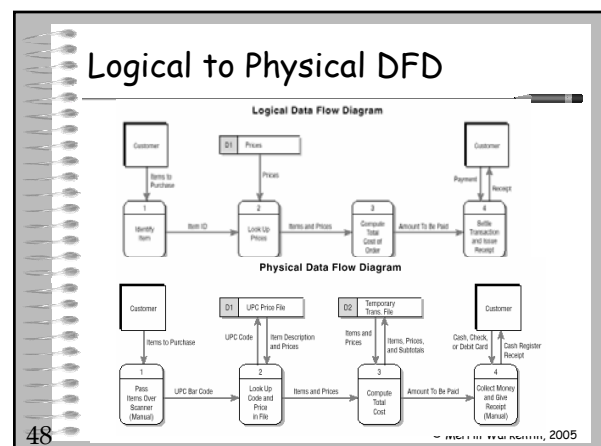 Logical to Physical DFD
Logical Data Flow Diagram
Customer
D1 Prices
Customer
Items to
Purchase
Prices
Payment
Receipt
1
Identify
Item
Item ID
2
Look Up
Prices
Items and Prices
3
Compute
Total
Cost of
Order
Amount To Be Paid
4
Settle
Transaction
and Issue
Receipt
Physical Data Flow Diagram
Customer
D1 UPC Price File
D2 Temporary
Trans. File
Customer
Items to Purchase
UPC Code
Item Description
and Prices
Items and
Prices
Items, Prices,
and Subtotals
Cash, Check,
or Debit Card
Cash Register
Receipt
1
Pass
Items Over
Scanner
(Manual)
UPC Bar Code
2
Look Up
Code and
Price
in File
Items and Prices
3
Compute
Total
Cost
Amount To Be Paid
4
Collect Money
and Give
Receipt
(Manual)
48
2005